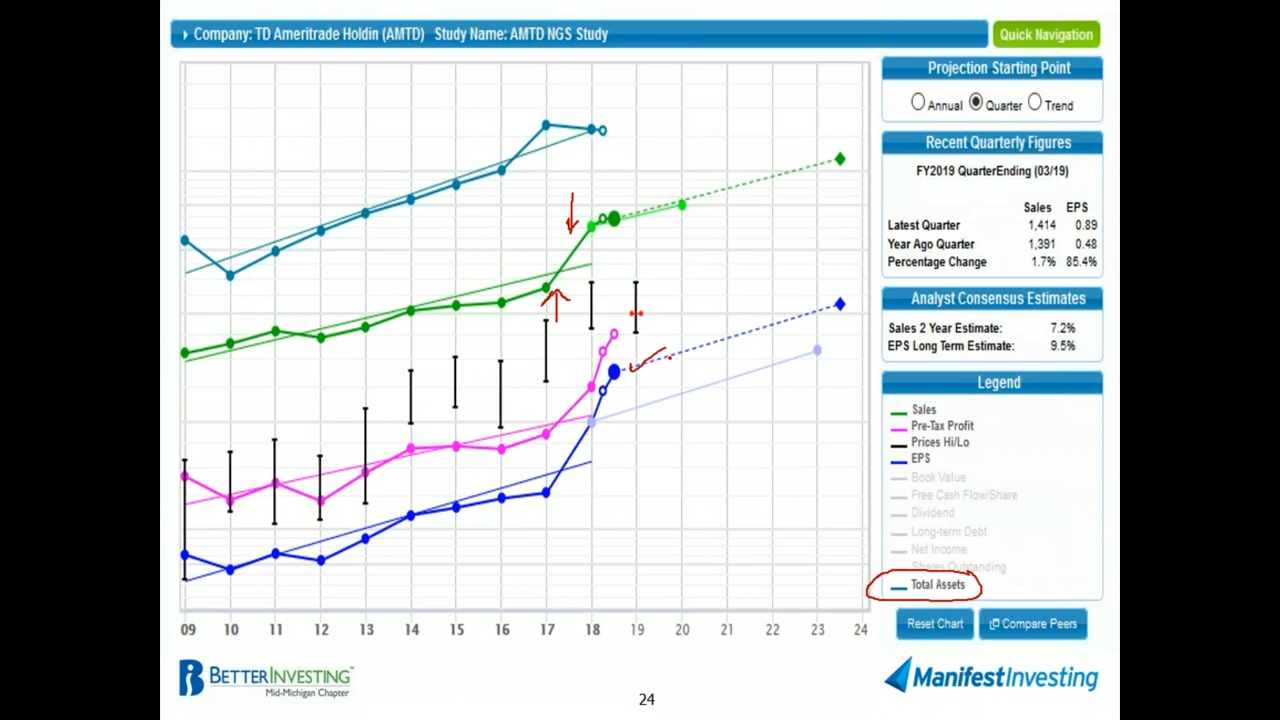 Company: TD Ameritrade Holdin (AMTD) Study Name: AMTD NGS Study
Quick Navigation
Projection Starting Point
Annual Quarter Trend
Recent Quarterly Figures
FY2019 QuarterEnding (03/19)
Sales EPS
Latest Quarter 1,414 0.89
Year Ago Quarter 1,391 0.48
Percentage Change 1.7% 85.4%
Analyst Consensus Estimates
Sales 2 Year Estimate: 7.2%
EPS Long Term Estimate: 9.5%
Legend
Sales
Pre-Tax Profit
Prices Hi/Lo
EPS
Book Value
Free Cash Flow/Share
Dividend
Long-term Debt
Net Income
Shares Outstanding
Total Assets
Reset Chart Compare Peers
09 10 11 12 13 14 15 16 17 18 19 20 21 22 23 24
BETTERINVESTING™
Mid-Michigan Chapter
24
ManifestInvesting